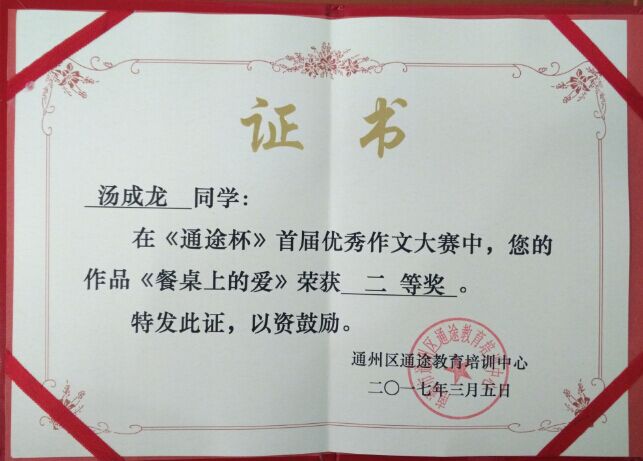 证 书
汤成龙 同学：
在《通途杯》首届优秀作文大赛中，您的
作品《餐桌上的爱》荣获 二 等奖 。
特发此证，以资鼓励。
通州区通途教育培训中心
二〇一七年三月五日